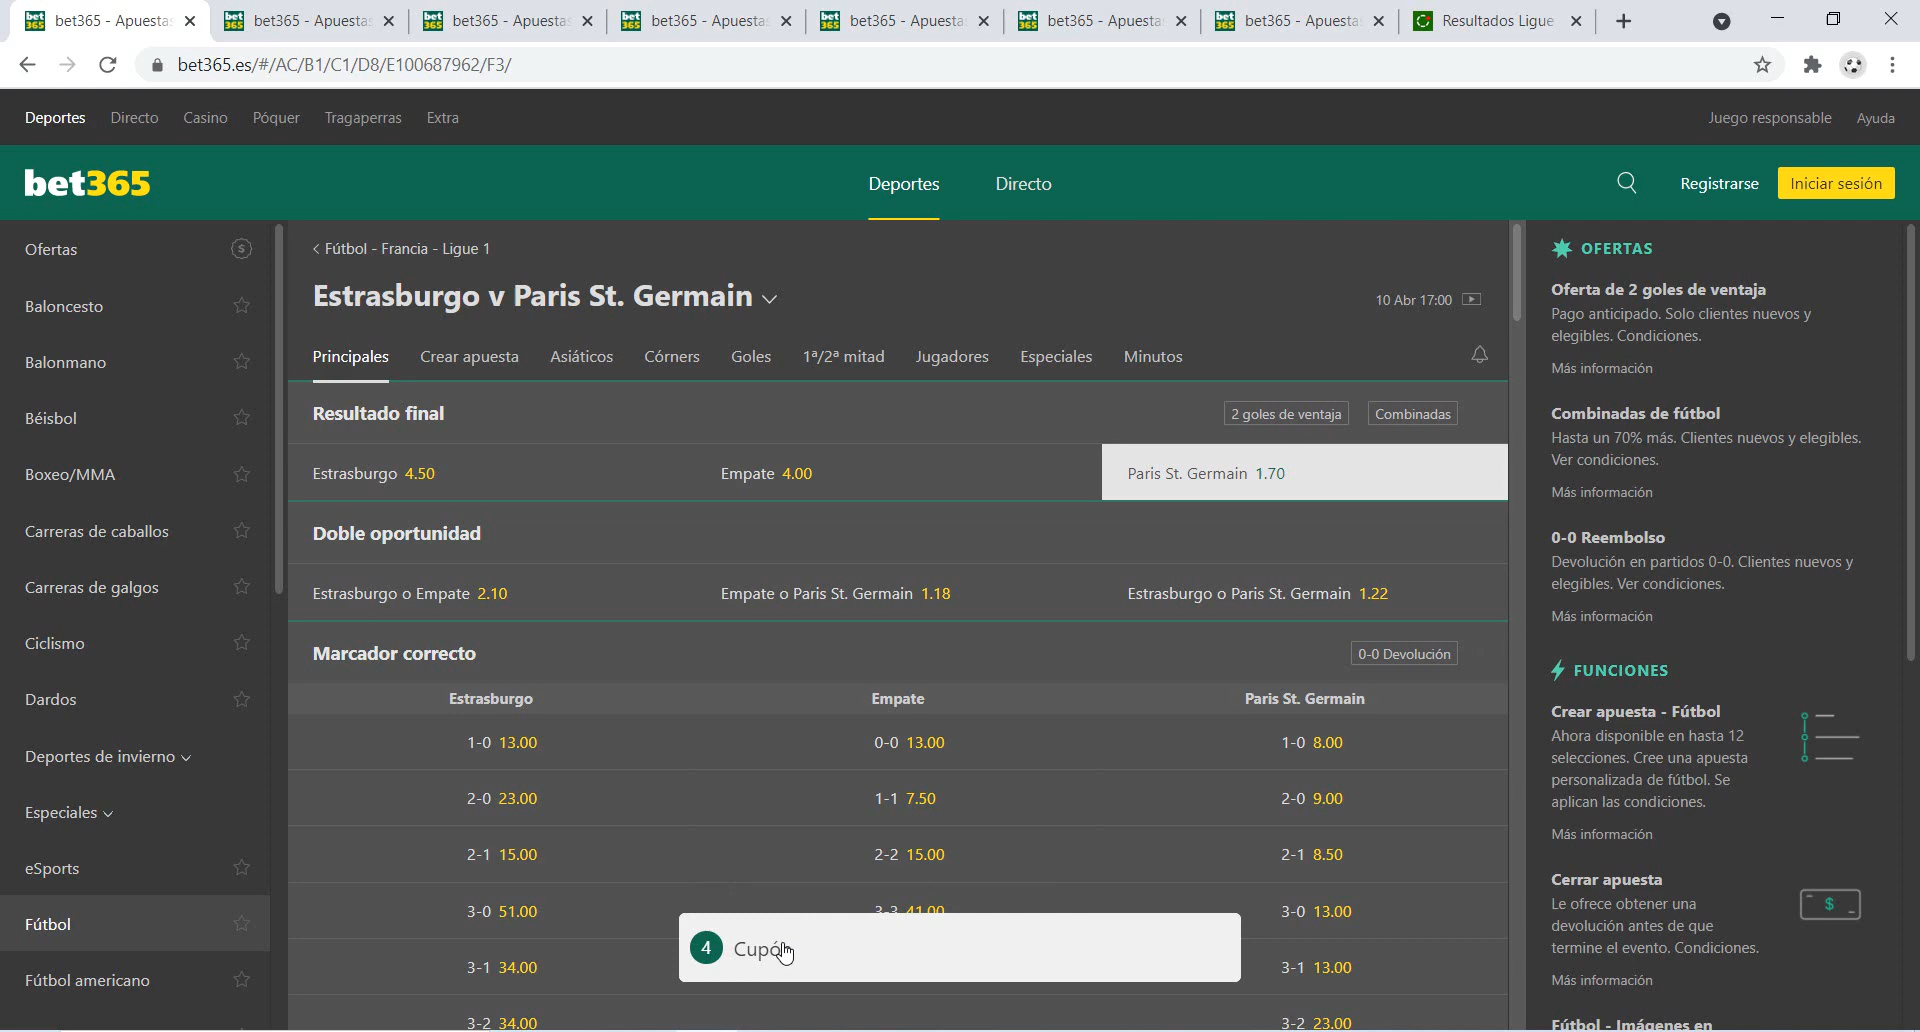 bet365 - Apuestas
bet365 - Apuestas
bet365 - Apuestas
bet365 - Apuestas
bet365 - Apuestas
bet365 - Apuestas
bet365 - Apuestas
Resultados Ligue
bet365.es/#/AC/B1/C1/D8/E100687962/F3/
Deportes Directo Casino Póquer Tragaperras Extra
Juego responsable Ayuda
bet365
Deportes Directo
Registrarse Iniciar sesión
Ofertas
Baloncesto
Balonmano
Béisbol
Boxeo/MMA
Carreras de caballos
Carreras de galgos
Ciclismo
Dardos
Deportes de invierno
Especiales
eSports
Fútbol
Fútbol americano
< Fútbol - Francia - Ligue 1
Estrasburgo v Paris St. Germain
10 Abr 17:00
Principales Crear apuesta Asiáticos Córners Goles 1ª/2ª mitad Jugadores Especiales Minutos
Resultado final
2 goles de ventaja Combinadas
Estrasburgo 4.50 Empate 4.00 Paris St. Germain 1.70
Doble oportunidad
Estrasburgo o Empate 2.10 Empate o Paris St. Germain 1.18 Estrasburgo o Paris St. Germain 1.22
Marcador correcto
0-0 Devolución
Estrasburgo Empate Paris St. Germain
1-0 13.00 0-0 13.00 1-0 8.00
2-0 23.00 1-1 7.50 2-0 9.00
2-1 15.00 2-2 15.00 2-1 8.50
3-0 51.00 3-3 41.00 3-0 13.00
3-1 34.00 3-1 13.00
3-2 34.00 3-2 23.00
4 Cupón
OFERTAS
Oferta de 2 goles de ventaja
Pago anticipado. Solo clientes nuevos y
elegibles. Condiciones.
Más información
Combinadas de fútbol
Hasta un 70% más. Clientes nuevos y elegibles.
Ver condiciones.
Más información
0-0 Reembolso
Devolución en partidos 0-0. Clientes nuevos y
elegibles. Ver condiciones.
Más información
FUNCIONES
Crear apuesta - Fútbol
Ahora disponible en hasta 12
selecciones. Cree una apuesta
personalizada de fútbol. Se
aplican las condiciones.
Más información
Cerrar apuesta
Le ofrece obtener una
devolución antes de que
termine el evento. Condiciones.
Más información
Fútbol - Imágenes en